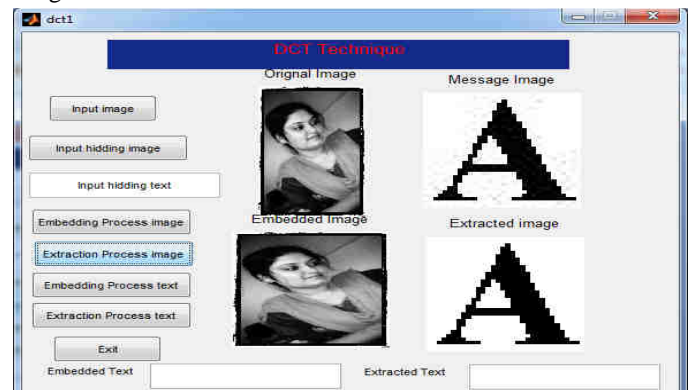 dct1
DCT Technique
Orignal Image
Message Image
Input image
Input hidding image
Input hidding text
Embedding Process image
Embedded Image
Extracted image
Extraction Process image
Embedding Process text
Extraction Process text
Exit
Embedded Text
Extracted Text
A
A